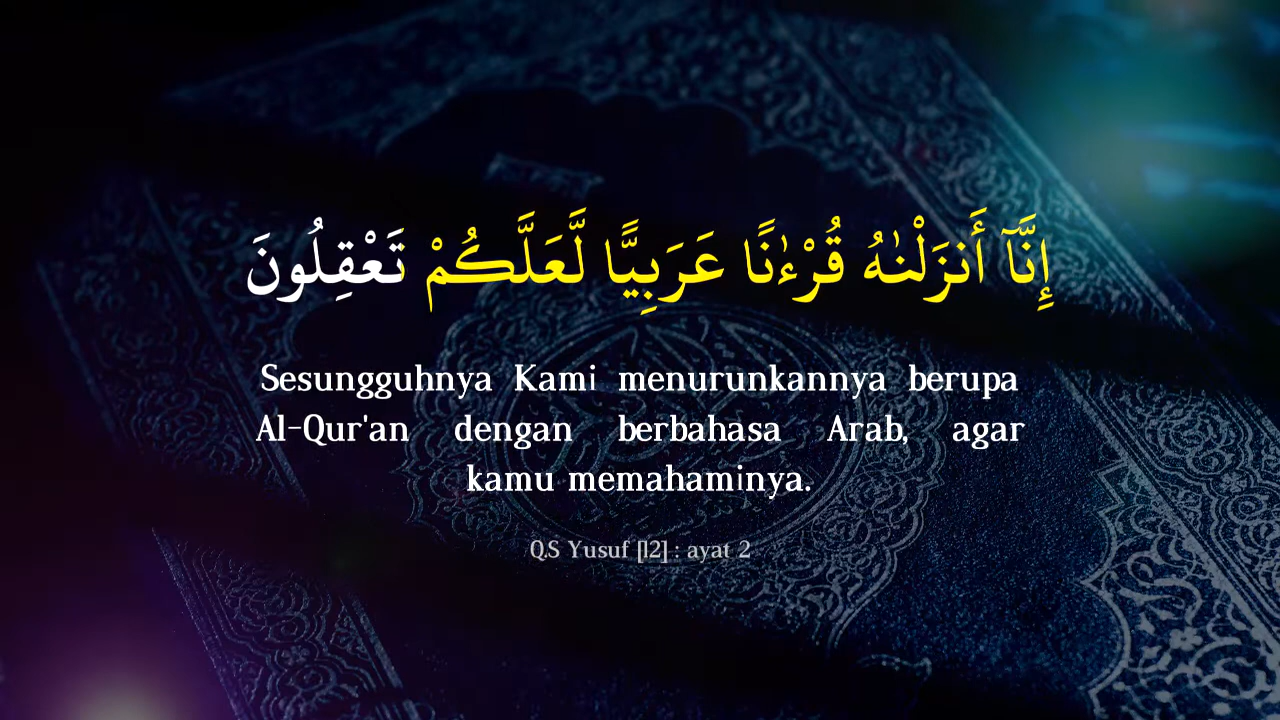 إِنَّآ أَنزَلْنَٰهُ قُرْءَٰنًا عَرَبِيًّا لَّعَلَّكُمْ تَعْقِلُونَ
Sesungguhnya Kami menurunkannya berupa
Al-Qur'an dengan berbahasa Arab, agar
kamu memahaminya.
Q.S Yusuf [12] : ayat 2